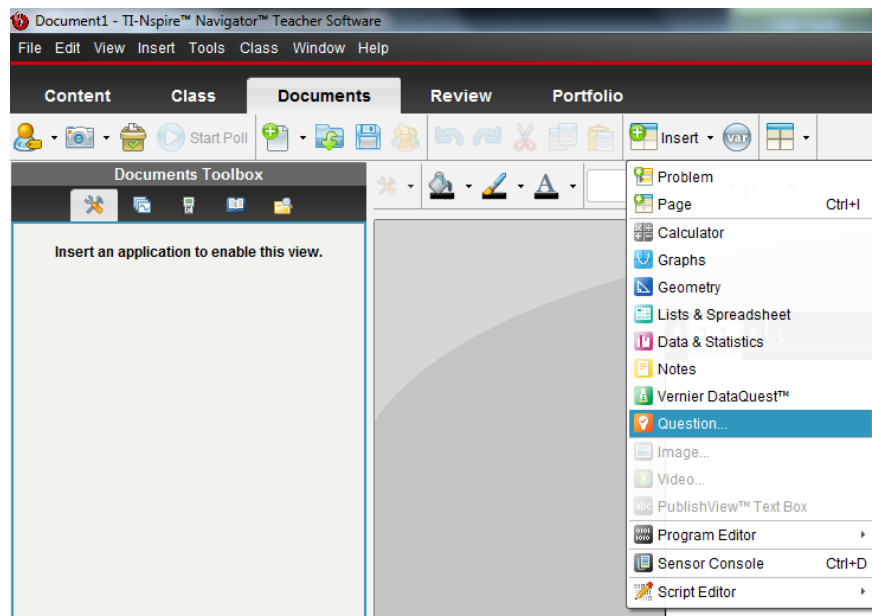 Document1 - TI-Nspire™ Navigator™ Teacher Software
File Edit View Insert Tools Class Window Help
Content Class Documents Review Portfolio
Start Poll Insert var
Documents Toolbox
Insert an application to enable this view.
Problem
Page Ctrl+I
Calculator
Graphs
Geometry
Lists & Spreadsheet
Data & Statistics
Notes
Vernier DataQuest™
Question...
Image...
Video...
abc PublishView™ Text Box
Program Editor
Sensor Console Ctrl+D
Script Editor